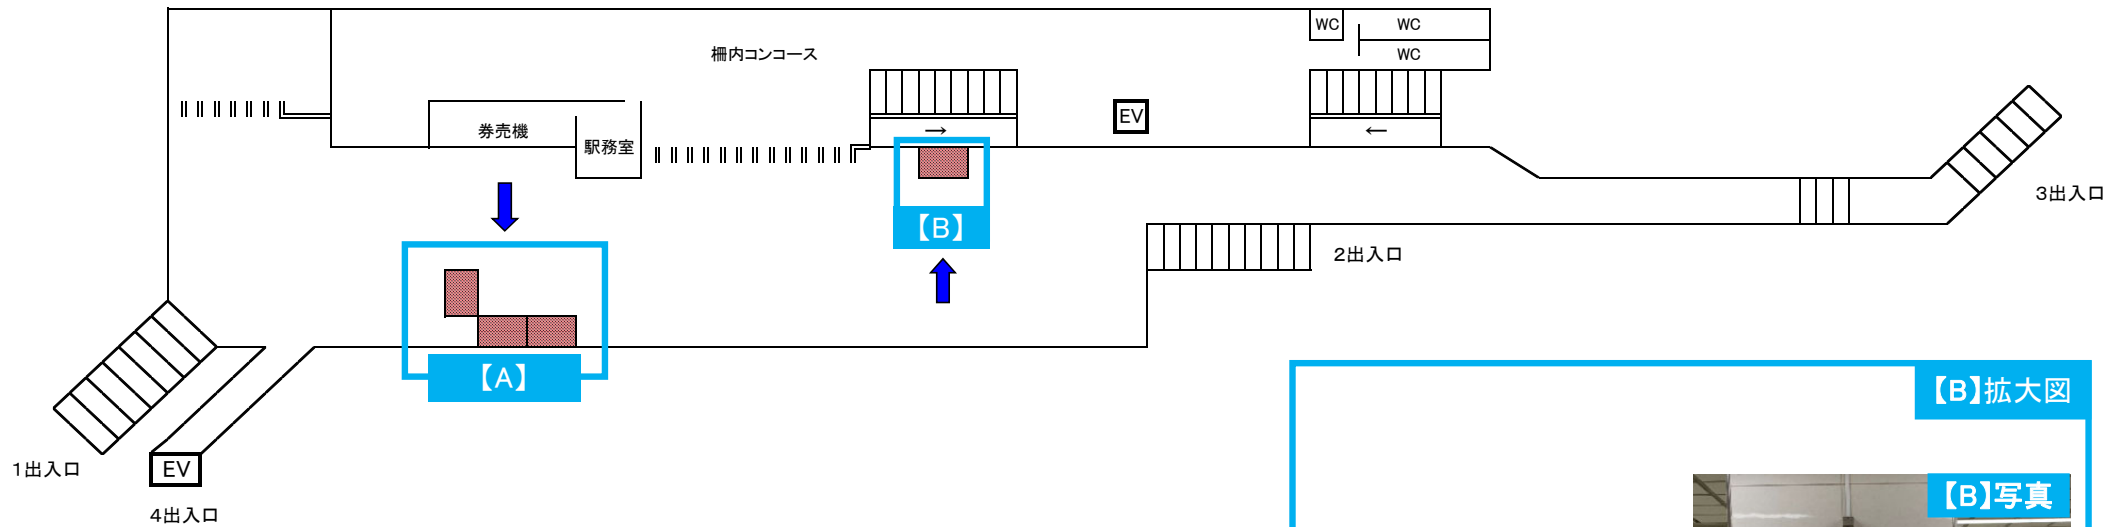 WC
WC
柵内コンコース
WC
EV
券売機
→
←
駅務室
3出入口
【B】
2出入口
【A】
【B】拡大図
1出入口
EV
【B】写真
4出入口